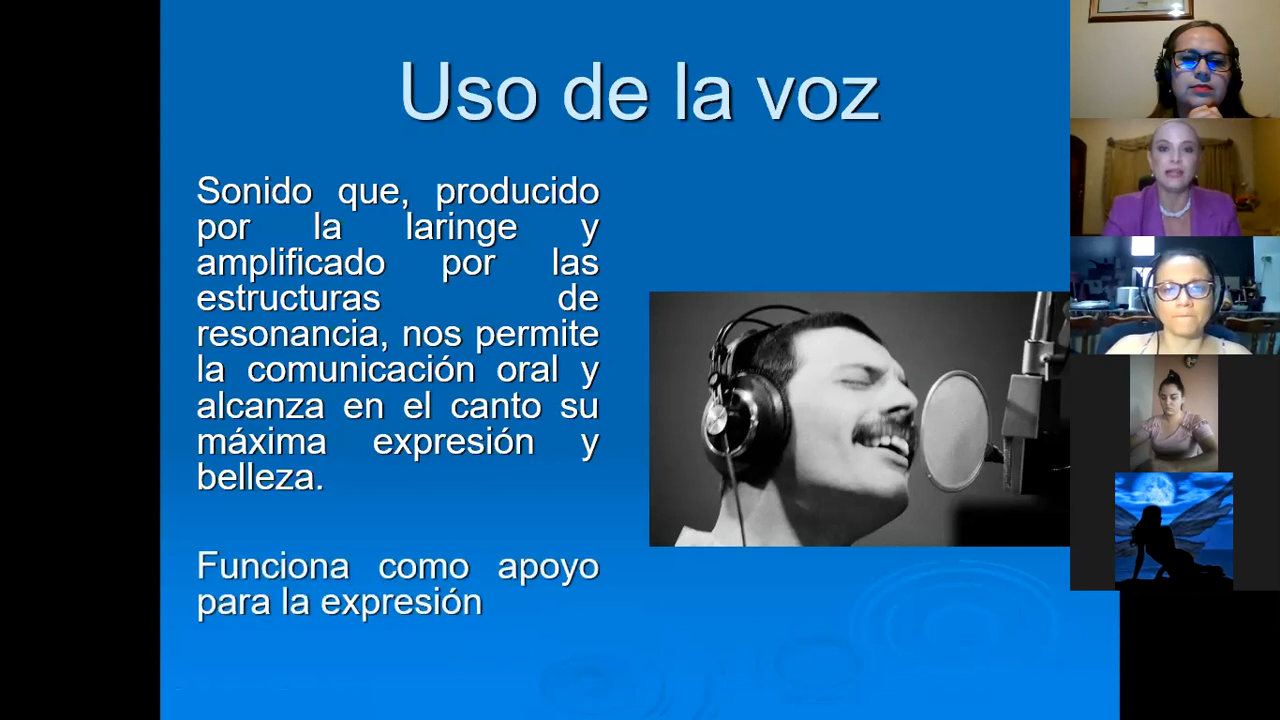 Uso de la voz
Sonido que, producido
por la laringe y
amplificado por las
estructuras de
resonancia, nos permite
la comunicación oral y
alcanza en el canto su
máxima expresión y
belleza.
Funciona como apoyo
para la expresión